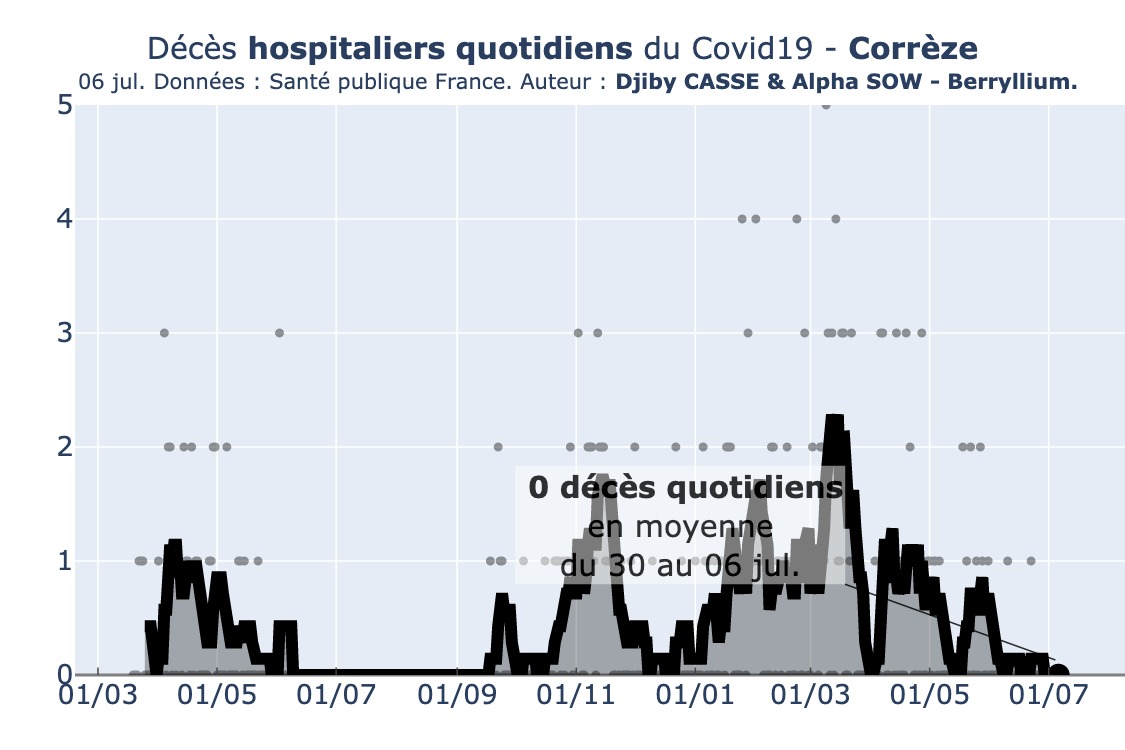 Décès hospitaliers quotidiens du Covid19 - Corrèze
06 jul. Données : Santé publique France. Auteur : Djiby CASSE & Alpha SOW - Berryllium.
5
4
3
2
0 décès quotidiens
en moyenne
1
du 30 au 06 jul.
0
01/03 01/05 01/07 01/09 01/11 01/01 01/03 01/05 01/07